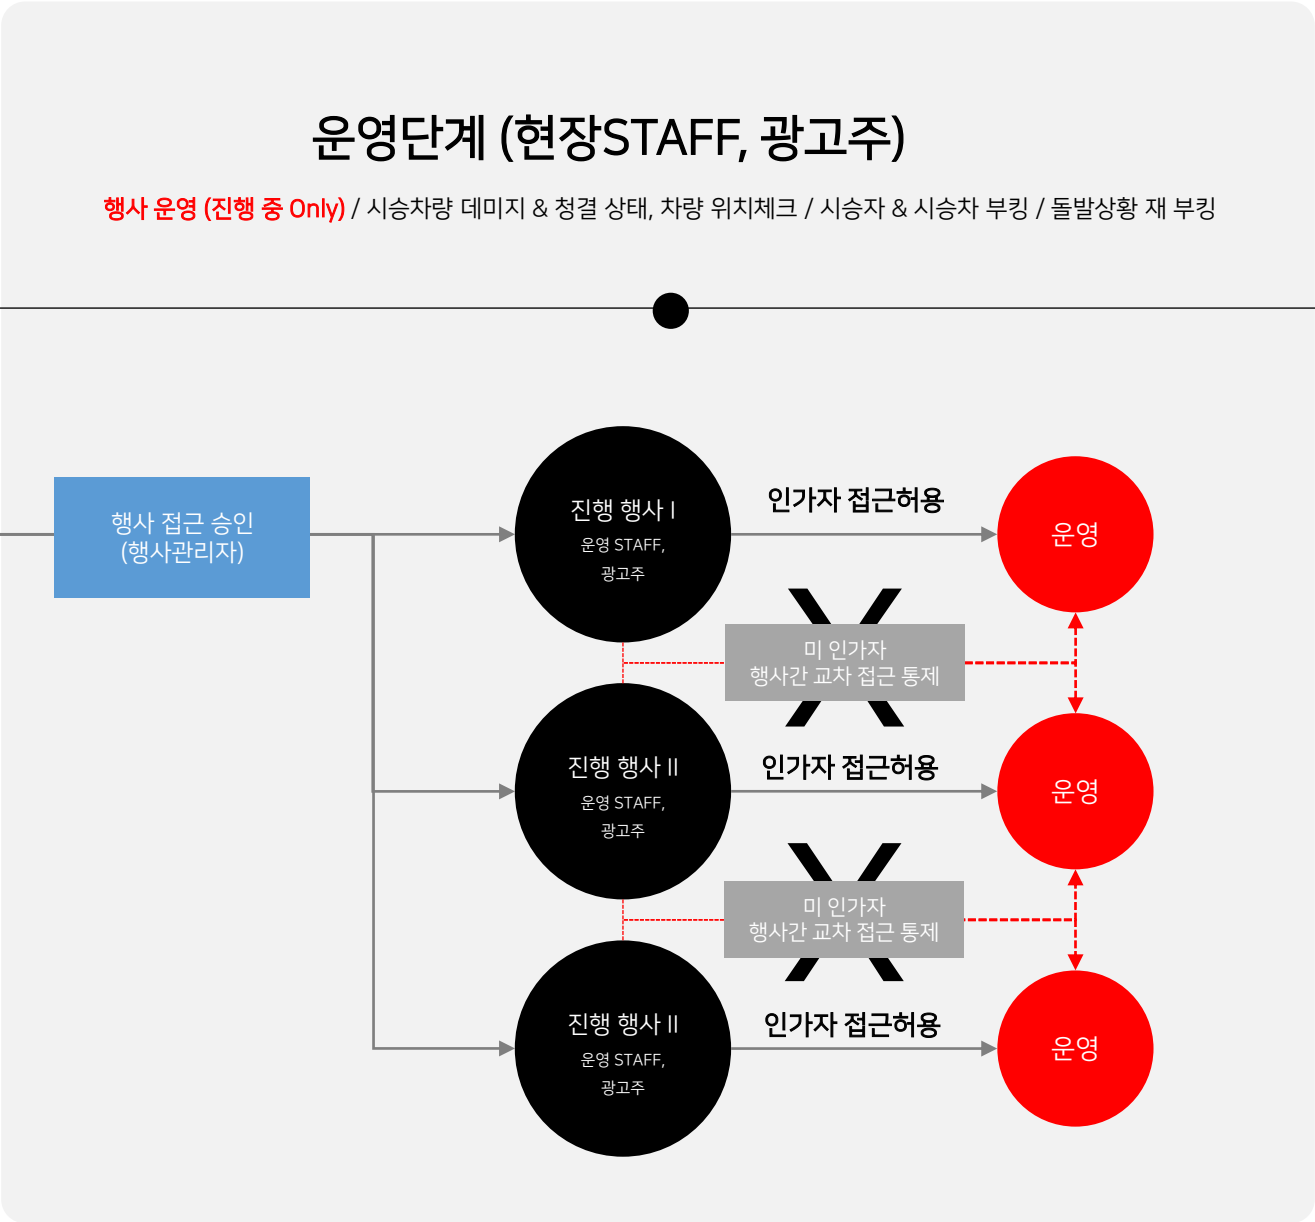 운영단계 (현장STAFF, 광고주)
행사 운영 (진행 중 Only) / 시승차량 데미지 & 청결 상태, 차량 위치체크 / 시승자 & 시승차 부킹 / 돌발상황 재 부킹
행사 접근 승인
(행사관리자)
진행 행사 I
운영 STAFF,
광고주
인가자 접근허용
운영
미 인가자
행사간 교차 접근 통제
진행 행사 II
운영 STAFF,
광고주
인가자 접근허용
운영
미 인가자
행사간 교차 접근 통제
진행 행사 II
운영 STAFF,
광고주
인가자 접근허용
운영